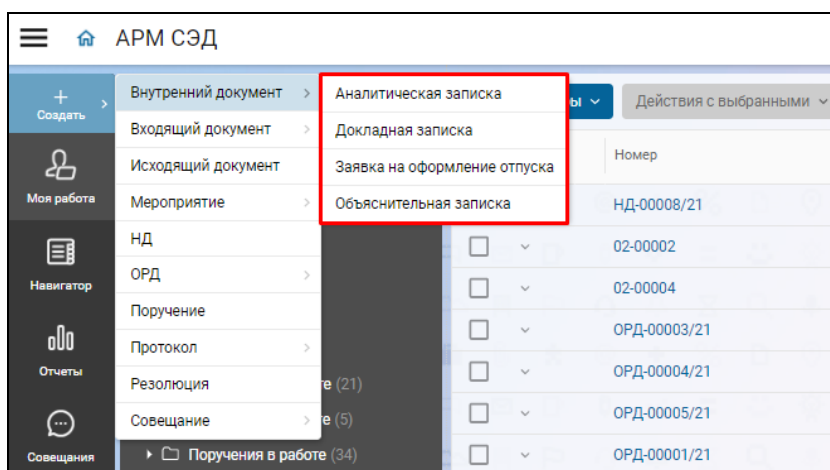 АРМ СЭД
Создать
Моя работа
Навигатор
Отчеты
Совещания
Внутренний документ
Входящий документ
Исходящий документ
Мероприятие
НД
ОРД
Поручение
Протокол
Резолюция
Совещание
Аналитическая записка
Докладная записка
Заявка на оформление отпуска
Объяснительная записка
Действия с выбранными
Номер
НД-00008/21
02-00002
02-00004
ОРД-00003/21
ОРД-00004/21
ОРД-00005/21
ОРД-00001/21
(21)
(5)
Поручения в работе (34)